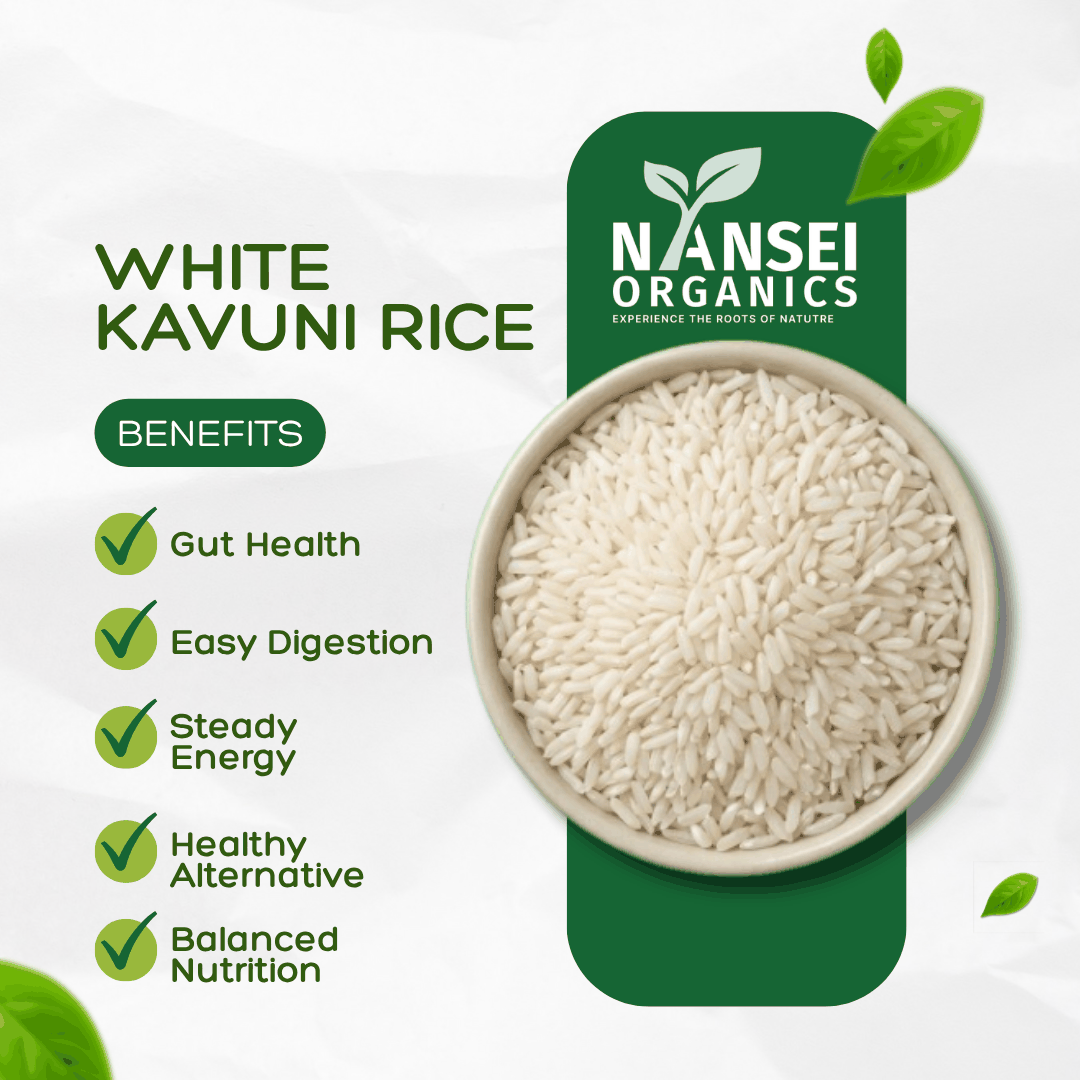 NANSEI
ORGANICS
EXPERIENCE THE ROOTS OF NATUTRE
WHITE
KAVUNI RICE
BENEFITS
Gut Health
Easy Digestion
Steady
Energy
Healthy
Alternative
Balanced
Nutrition